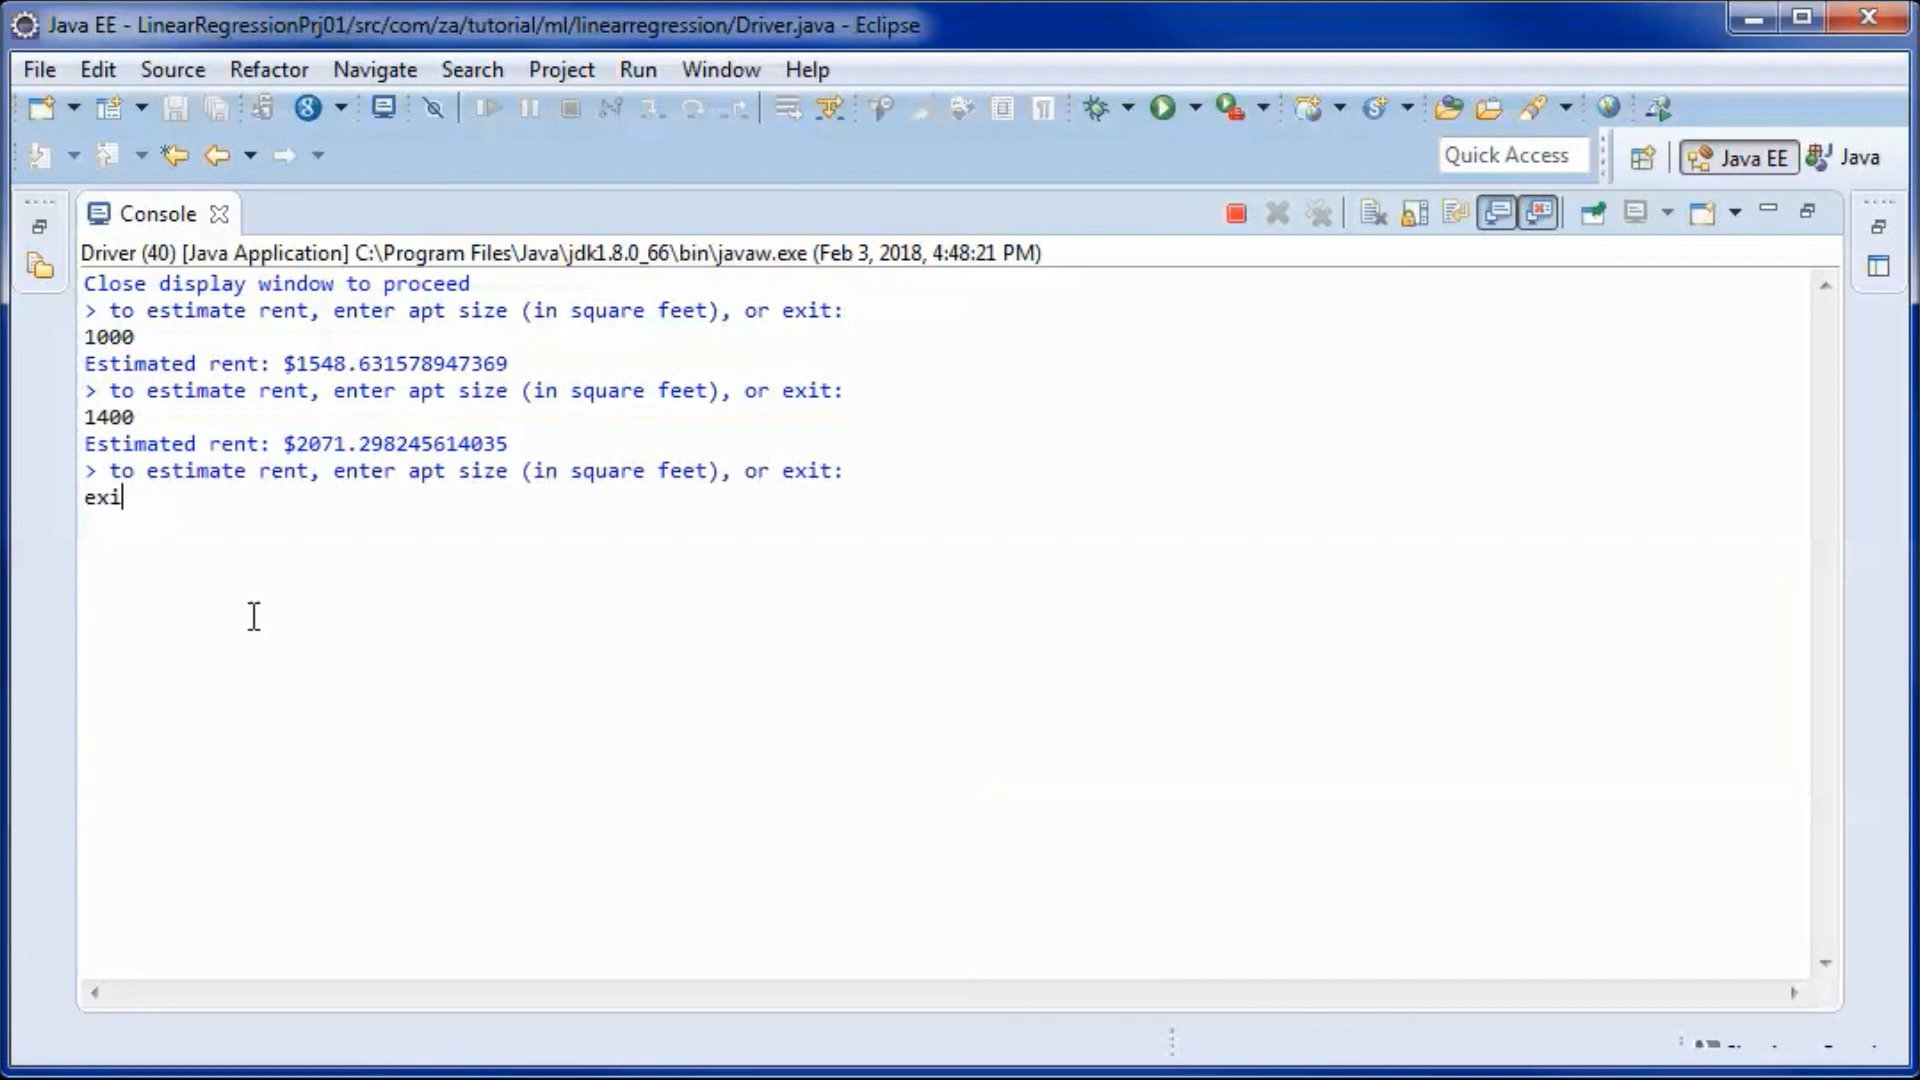 Java EE - LinearRegressionPrj01/src/com/za/tutorial/ml/linearregression/Driver.java - Eclipse
File Edit Source Refactor Navigate Search Project Run Window Help
Quick Access Java EE Java
Console
Driver (40) [Java Application] C:\Program Files\Java\jdk1.8.0_66\bin\javaw.exe (Feb 3, 2018, 4:48:21 PM)
Close display window to proceed
> to estimate rent, enter apt size (in square feet), or exit:
1000
Estimated rent: $1548.631578947369
> to estimate rent, enter apt size (in square feet), or exit:
1400
Estimated rent: $2071.298245614035
> to estimate rent, enter apt size (in square feet), or exit:
exi